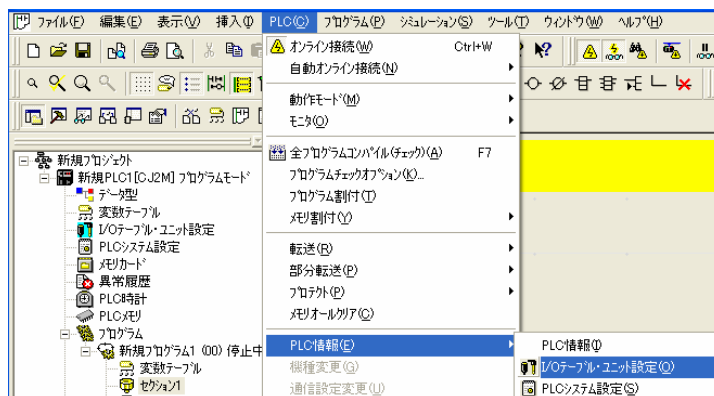 ファイル(F) 編集(E) 表示(V) 挿入(I) PLC(C) プログラム(P) シミュレーション(S) ツール(T) ウィンドウ(W) ヘルプ(H)
オンライン接続(W) Ctrl+W
自動オンライン接続(N)
動作モード(M)
モニタ(O)
全プログラムコンパイル(チェック)(A) F7
プログラムチェックオプション(K)...
プログラム割付(T)
メモリ割付(Y)
転送(R)
部分転送(P)
プロテクト(P)
メモリオールクリア(C)
PLC情報(E)
機種変更(G)
通信設定変更(U)
PLC情報(I)
I/Oテーブル・ユニット設定(O)
PLCシステム設定(S)
新規プロジェクト
新規PLC1[CJ2M] プログラムモード
データ型
変数テーブル
I/Oテーブル・ユニット設定
PLCシステム設定
メモリカード
異常履歴
PLC時計
PLCメモリ
プログラム
新規プログラム1 (00) 停止中
変数テーブル
セクション1